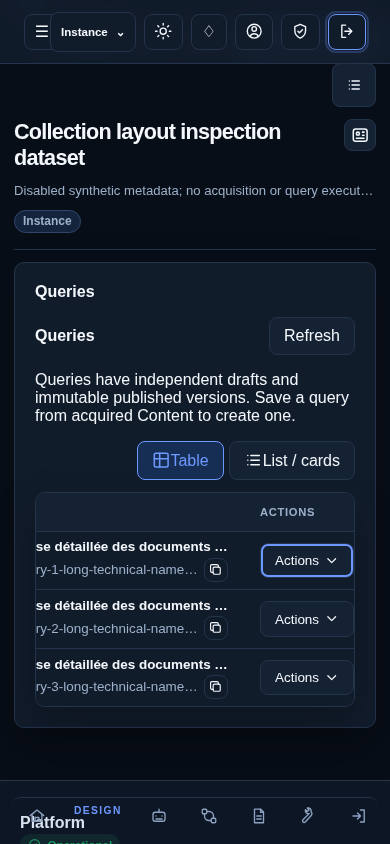 Instance
Collection layout inspection
dataset
Disabled synthetic metadata; no acquisition or query execut…
Instance
Queries
Queries
Refresh
Queries have independent drafts and
immutable published versions. Save a query
from acquired Content to create one.
Table
List / cards
ACTIONS
se détaillée des documents …
ry-1-long-technical-name…
Actions
se détaillée des documents …
ry-2-long-technical-name…
Actions
se détaillée des documents …
ry-3-long-technical-name…
Actions
DESIGN
Platform
Operational